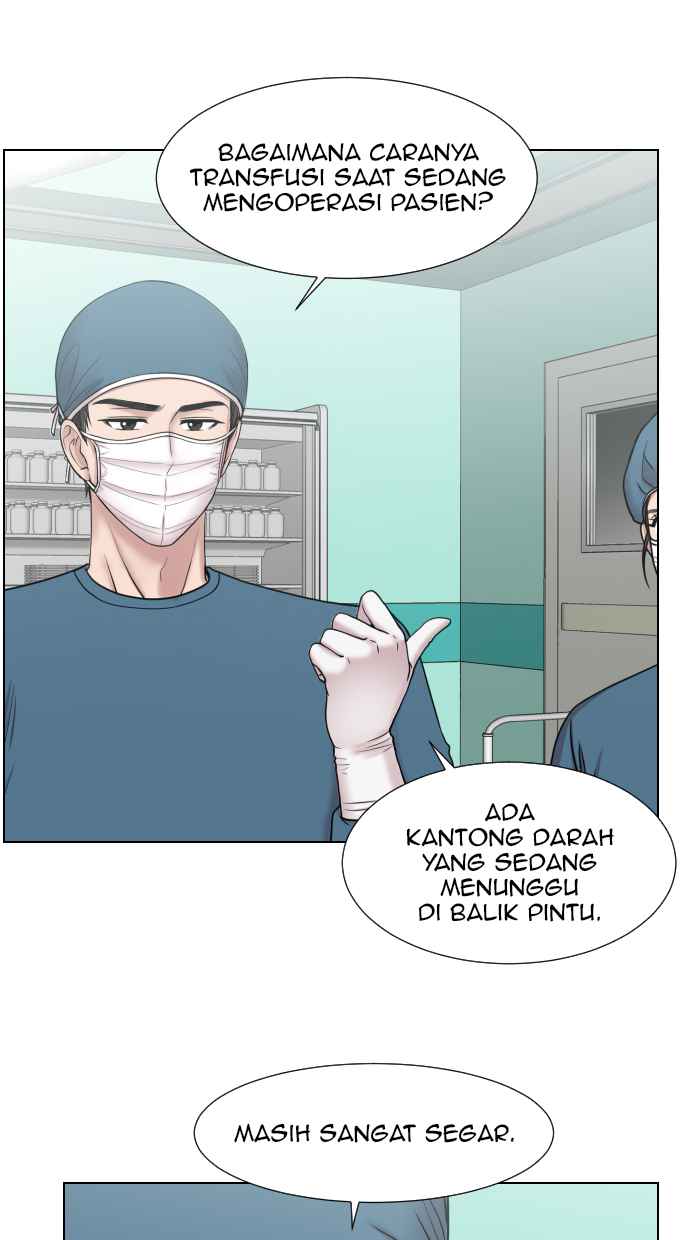 BAGAIMANA CARANYA
TRANSFUSI SAAT SEDANG
MENGOPERASI PASIEN?
ADA
KANTONG DARAH
YANG SEDANG
MENUNGGU
DI BALIK PINTU.
MASIH SANGAT SEGAR.